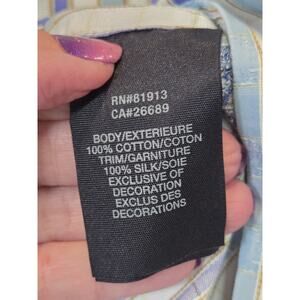 RN#81913
CA#26689
BODY/EXTERIEURE
100% COTTON/COTON
TRIM/GARNITURE
100% SILK/SOIE
EXCLUSIVE OF
DECORATION
EXCLUS DES
DECORATIONS